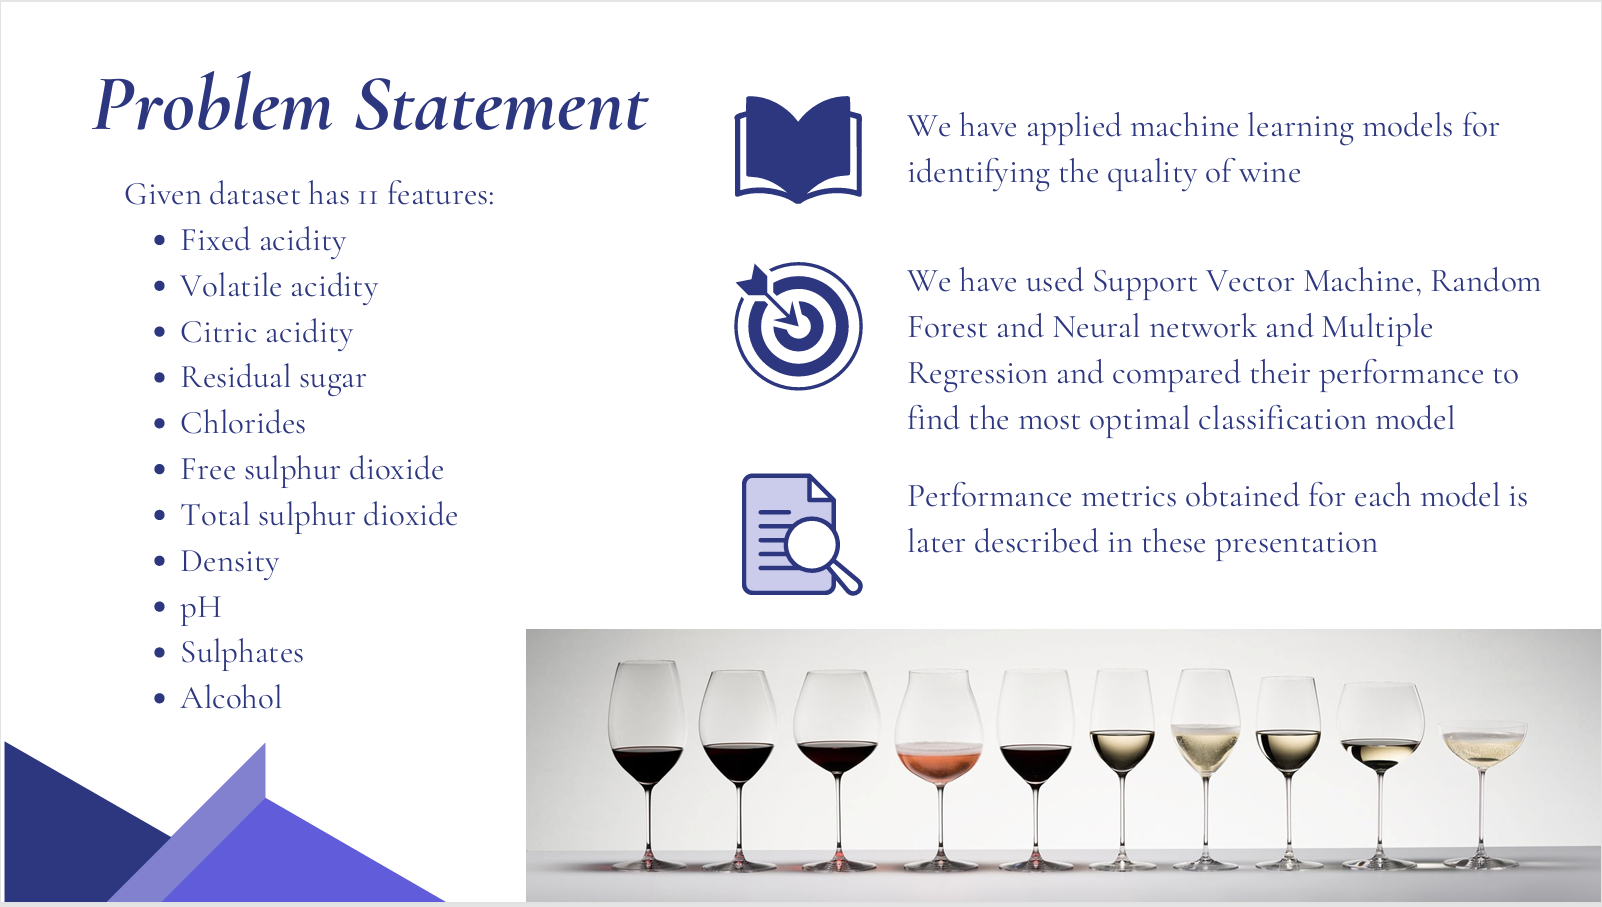 Problem Statement
Given dataset has 11 features:
• Fixed acidity
• Volatile acidity
• Citric acidity
• Residual sugar
• Chlorides
• Free sulphur dioxide
• Total sulphur dioxide
• Density
• pH
• Sulphates
• Alcohol
We have applied machine learning models for
identifying the quality of wine
We have used Support Vector Machine, Random
Forest and Neural network and Multiple
Regression and compared their performance to
find the most optimal classification model
Performance metrics obtained for each model is
later described in these presentation